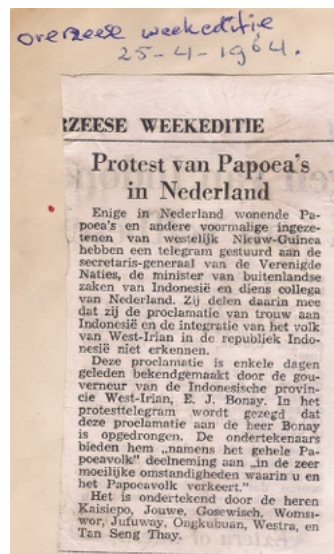 overzeese weekeditie
25-4-1964.
RZEESE WEEKEDITIE
Protest van Papoea's
in Nederland
Enige in Nederland wonende Pa-
poea's en andere voormalige ingeze-
tenen van westelijk Nieuw-Guinea
hebben een telegram gestuurd aan de
secretaris-generaal van de Verenigde
Naties, de minister van buitenlandse
zaken van Indonesië en diens collega
van Nederland. Zij delen daarin mee
dat zij de proclamatie van trouw aan
Indonesië en de integratie van het volk
van West-Irian in de republiek Indo-
nesië niet erkennen.
Deze proclamatie is enkele dagen
geleden bekendgemaakt door de gou-
verneur van de Indonesische provin-
cie West-Irian, E. J. Bonay. In het
protesttelegram wordt gezegd dat
deze proclamatie aan de heer Bonay
is opgedrongen. De ondertekenaars
bieden hem „namens het gehele Pa-
poeavolk" deelneming aan „in de zeer
moeilijke omstandigheden waarin u en
het Papoeavolk verkeert."
Het is ondertekend door de heren
Kaisiepo, Jouwe, Gosewisch, Woms-
wor, Jufuway, Ongkubuan, Westra, en
Tan Seng Thay.